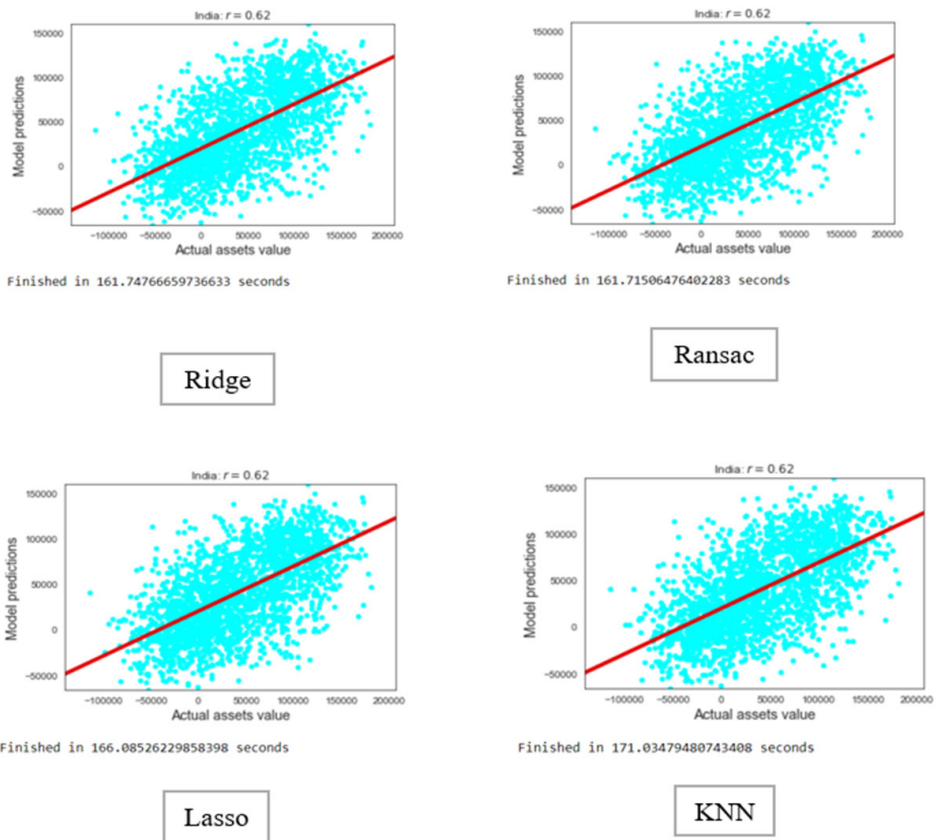 India: r = 0.62
150000
100000
50000
0
−50000
Model predictions
−100000 −50000 0 50000 100000 150000 200000
Actual assets value
Finished in 161.74766659736633 seconds
Ridge
India: r = 0.62
150000
100000
50000
0
−50000
Model predictions
−100000 −50000 0 50000 100000 150000 200000
Actual assets value
Finished in 161.71506476402283 seconds
Ransac
India: r = 0.62
150000
100000
50000
0
−50000
Model predictions
−100000 −50000 0 50000 100000 150000 200000
Actual assets value
Finished in 166.08526229858398 seconds
Lasso
India: r = 0.62
150000
100000
50000
0
−50000
Model predictions
−100000 −50000 0 50000 100000 150000 200000
Actual assets value
Finished in 171.03479480743408 seconds
KNN